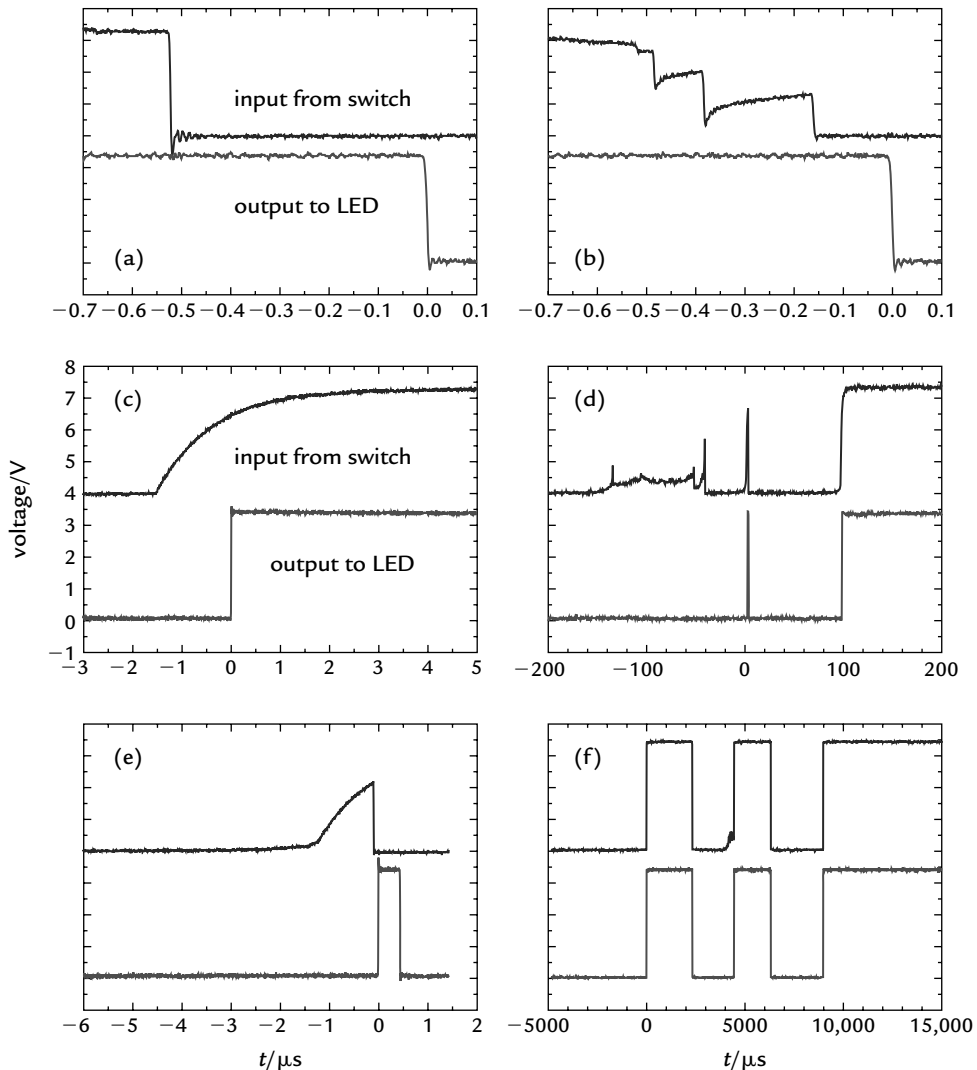 input from switch
output to LED
(a)
−0.7 −0.6 −0.5 −0.4 −0.3 −0.2 −0.1 0.0 0.1
(b)
−0.7 −0.6 −0.5 −0.4 −0.3 −0.2 −0.1 0.0 0.1
voltage/V
8
7
6
5
4
3
2
1
0
−1
(c)
input from switch
output to LED
−3 −2 −1 0 1 2 3 4 5
(d)
−200 −100 0 100 200
(e)
−6 −5 −4 −3 −2 −1 0 1 2
t/μs
(f)
−5000 0 5000 10,000 15,000
t/μs